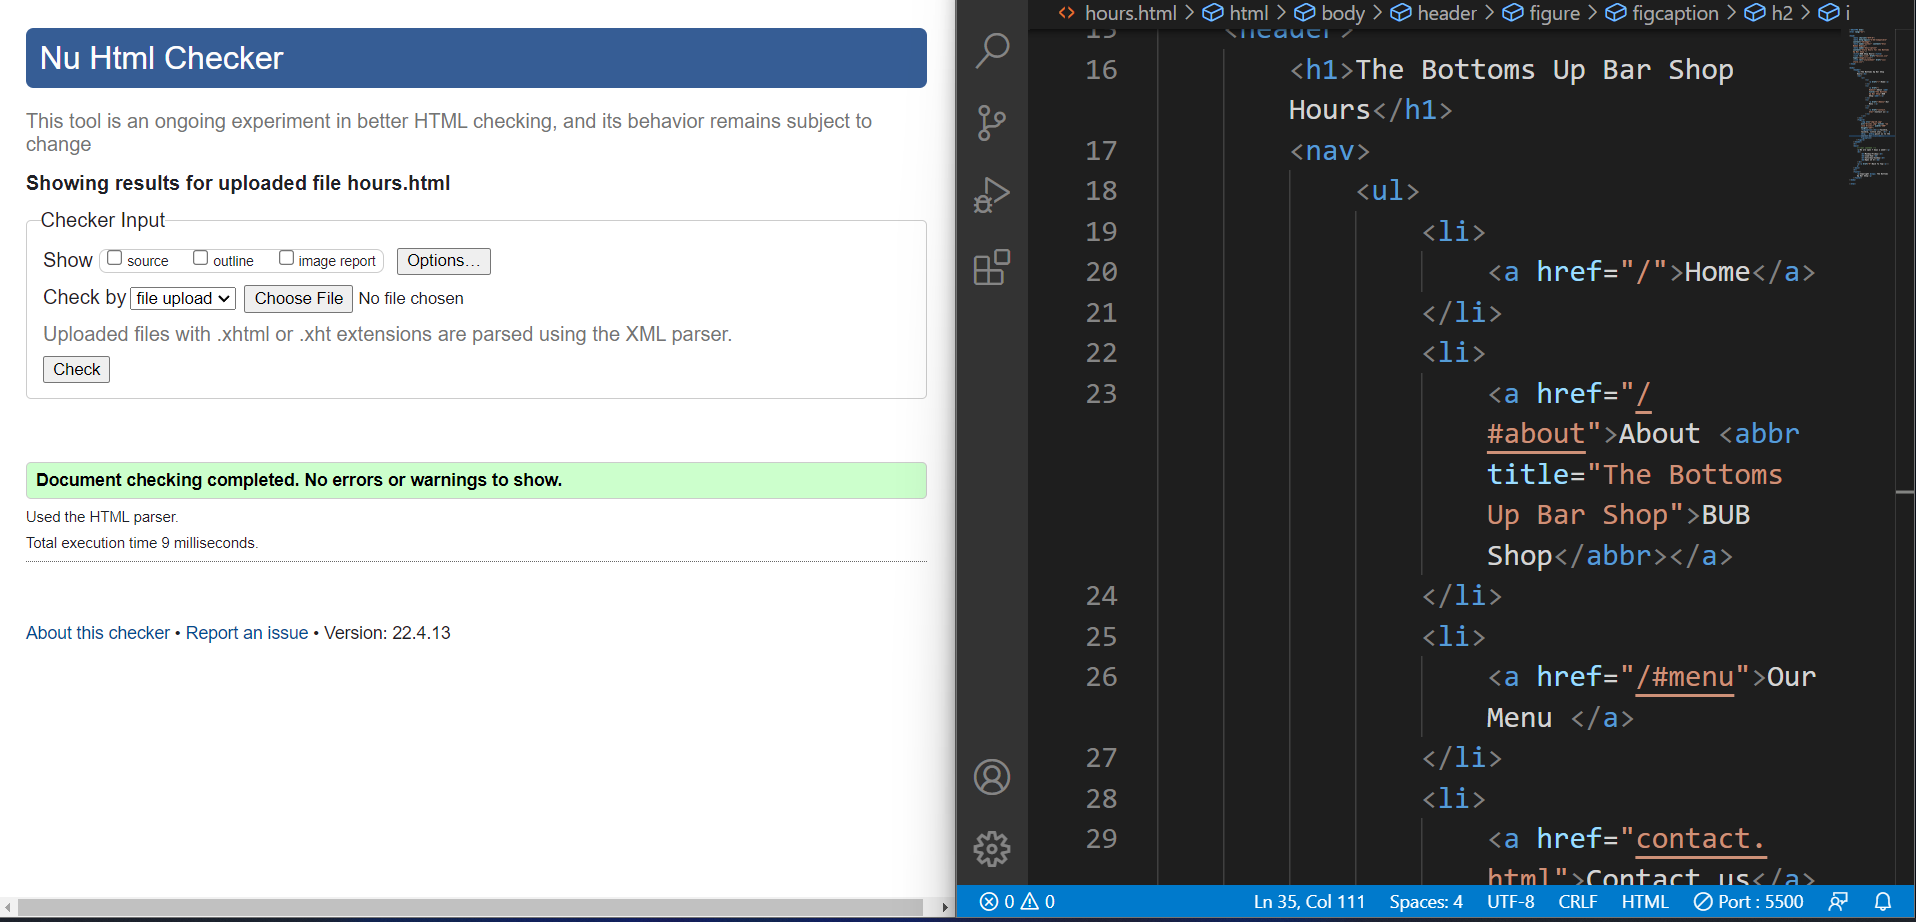 Nu Html Checker
This tool is an ongoing experiment in better HTML checking, and its behavior remains subject to
change
Showing results for uploaded file hours.html
Checker Input
Show source outline image report Options…
Check by file upload Choose File No file chosen
Uploaded files with .xhtml or .xht extensions are parsed using the XML parser.
Check
Document checking completed. No errors or warnings to show.
Used the HTML parser.
Total execution time 9 milliseconds.
About this checker • Report an issue • Version: 22.4.13
hours.html > html > body > header > figure > figcaption > h2 > i
15 <header>
16 <h1>The Bottoms Up Bar Shop
Hours</h1>
17 <nav>
18 <ul>
19 <li>
20 <a href="/">Home</a>
21 </li>
22 <li>
23 <a href="/
#about">About <abbr
title="The Bottoms
Up Bar Shop">BUB
Shop</abbr></a>
24 </li>
25 <li>
26 <a href="/#menu">Our
Menu </a>
27 </li>
28 <li>
29 <a href="contact.
html">Contact us</a>
0 0 Ln 35, Col 111 Spaces: 4 UTF-8 CRLF HTML Port : 5500